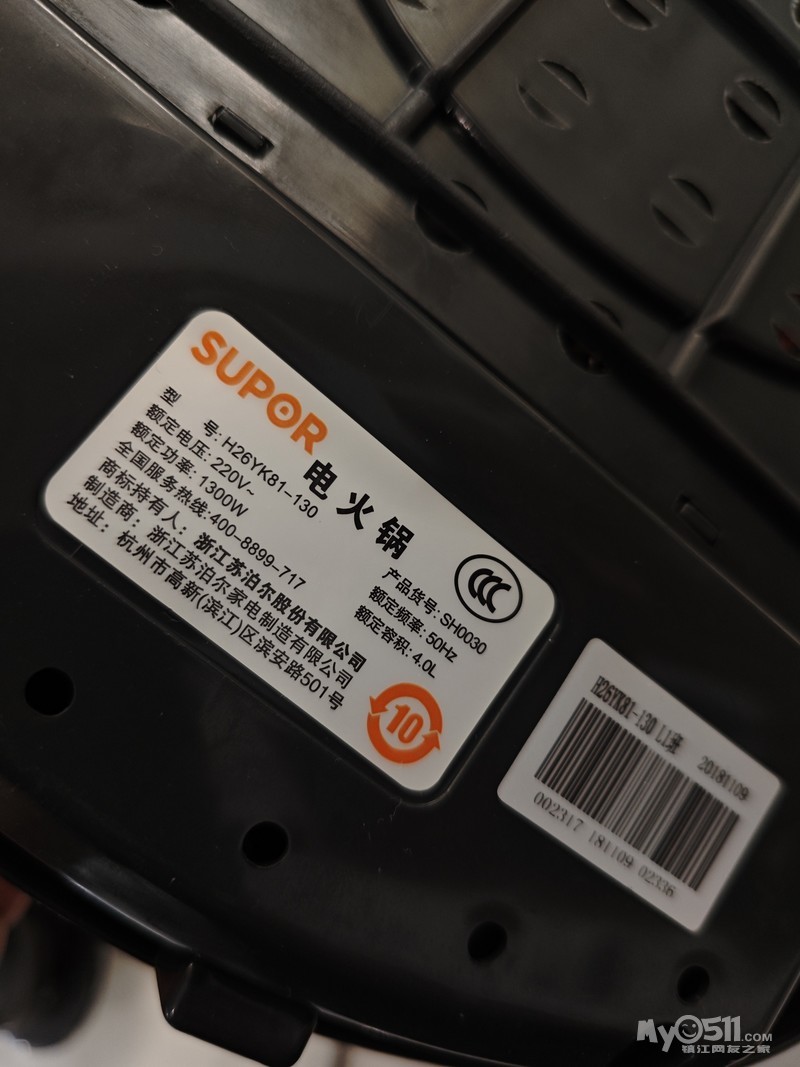 SUPOR
电火锅
型 号: H26YK81-130
额定电压: 220V~
额定功率: 1300W
全国服务热线:400-8899-717
商标持有人: 浙江苏泊尔股份有限公司
制造商: 浙江苏泊尔家电制造有限公司
地址: 杭州市高新(滨江)区滨安路501号
产品货号: SH0030
额定频率: 50HZ
额定容积: 4.0L
10
H26YK81-130 L1麦 20181109
002317 181109 02336
My0511.COM
镇江网友之家